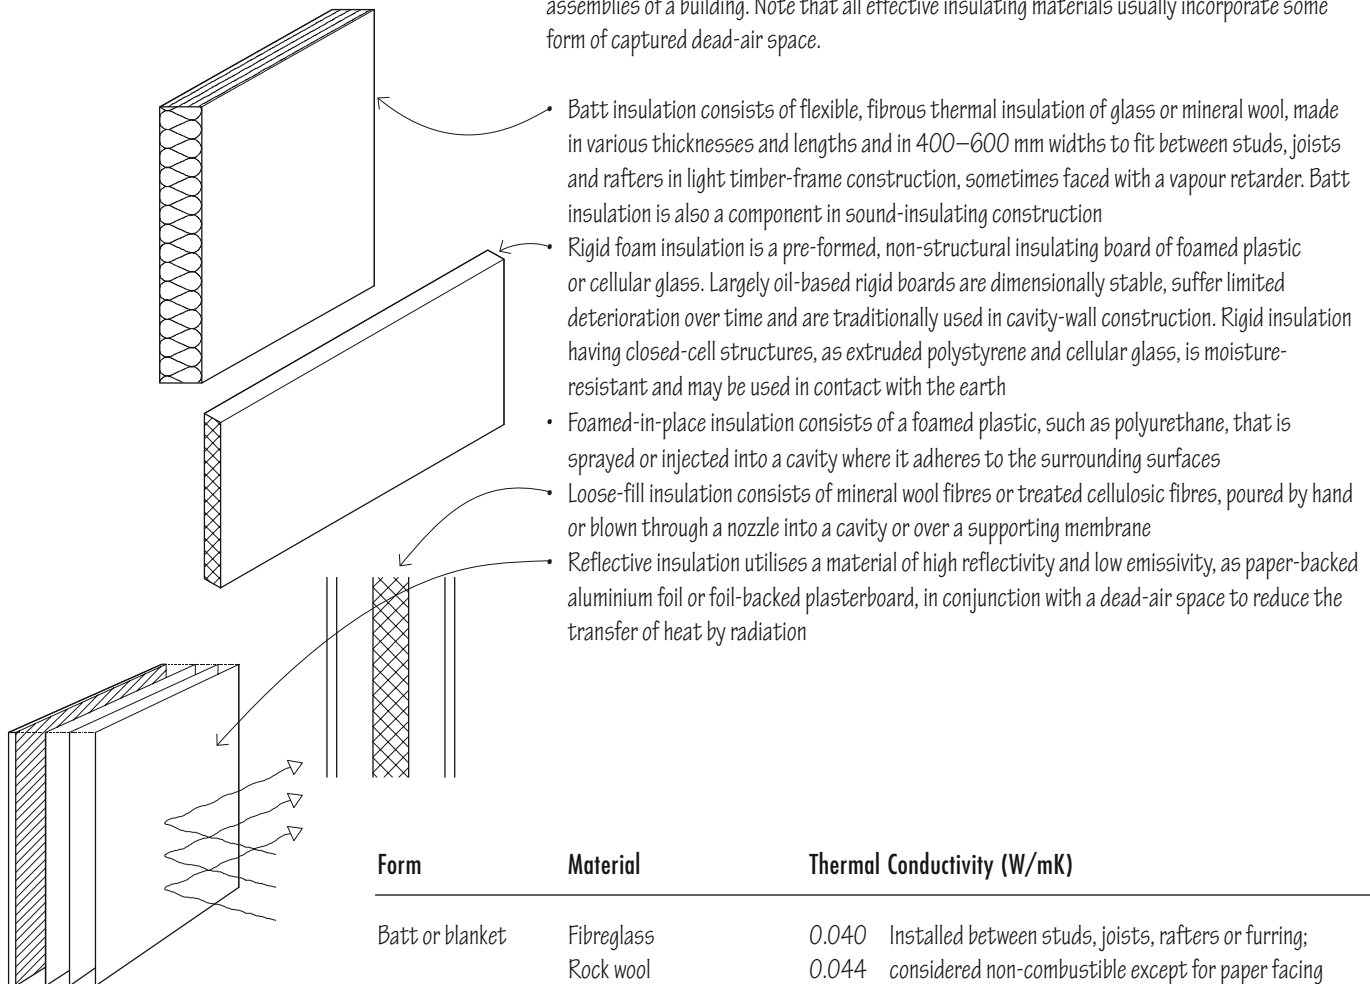 assemblies of a building. Note that all effective insulating materials usually incorporate some
form of captured dead-air space.
• Batt insulation consists of flexible, fibrous thermal insulation of glass or mineral wool, made
in various thicknesses and lengths and in 400–600 mm widths to fit between studs, joists
and rafters in light timber-frame construction, sometimes faced with a vapour retarder. Batt
insulation is also a component in sound-insulating construction
• Rigid foam insulation is a pre-formed, non-structural insulating board of foamed plastic
or cellular glass. Largely oil-based rigid boards are dimensionally stable, suffer limited
deterioration over time and are traditionally used in cavity-wall construction. Rigid insulation
having closed-cell structures, as extruded polystyrene and cellular glass, is moisture-
resistant and may be used in contact with the earth
• Foamed-in-place insulation consists of a foamed plastic, such as polyurethane, that is
sprayed or injected into a cavity where it adheres to the surrounding surfaces
• Loose-fill insulation consists of mineral wool fibres or treated cellulosic fibres, poured by hand
or blown through a nozzle into a cavity or over a supporting membrane
• Reflective insulation utilises a material of high reflectivity and low emissivity, as paper-backed
aluminium foil or foil-backed plasterboard, in conjunction with a dead-air space to reduce the
transfer of heat by radiation
Form Material Thermal Conductivity (W/mK)
Batt or blanket Fibreglass 0.040 Installed between studs, joists, rafters or furring;
Rock wool 0.044 considered non-combustible except for paper facing